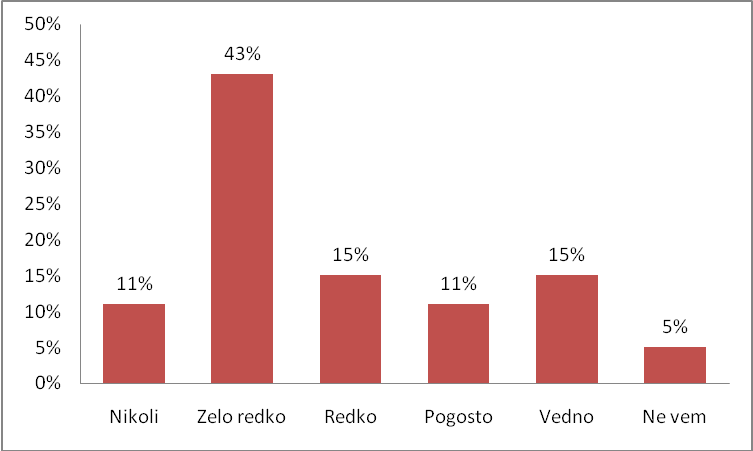 50%
45%
40%
35%
30%
25%
20%
15%
10%
5%
0%
11%
43%
15%
11%
15%
5%
Nikoli
Zelo redko
Redko
Pogosto
Vedno
Ne vem